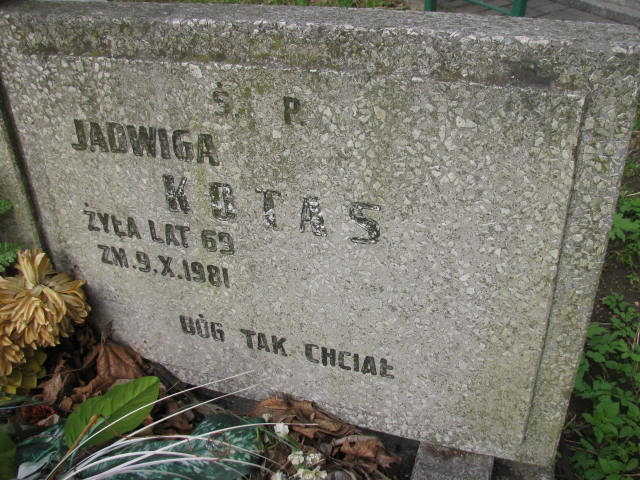 Ś. P.
JADWIGA
KOTAS
ŻYŁA LAT 69
ZM. 9.X.1981
BÓG TAK CHCIAŁ